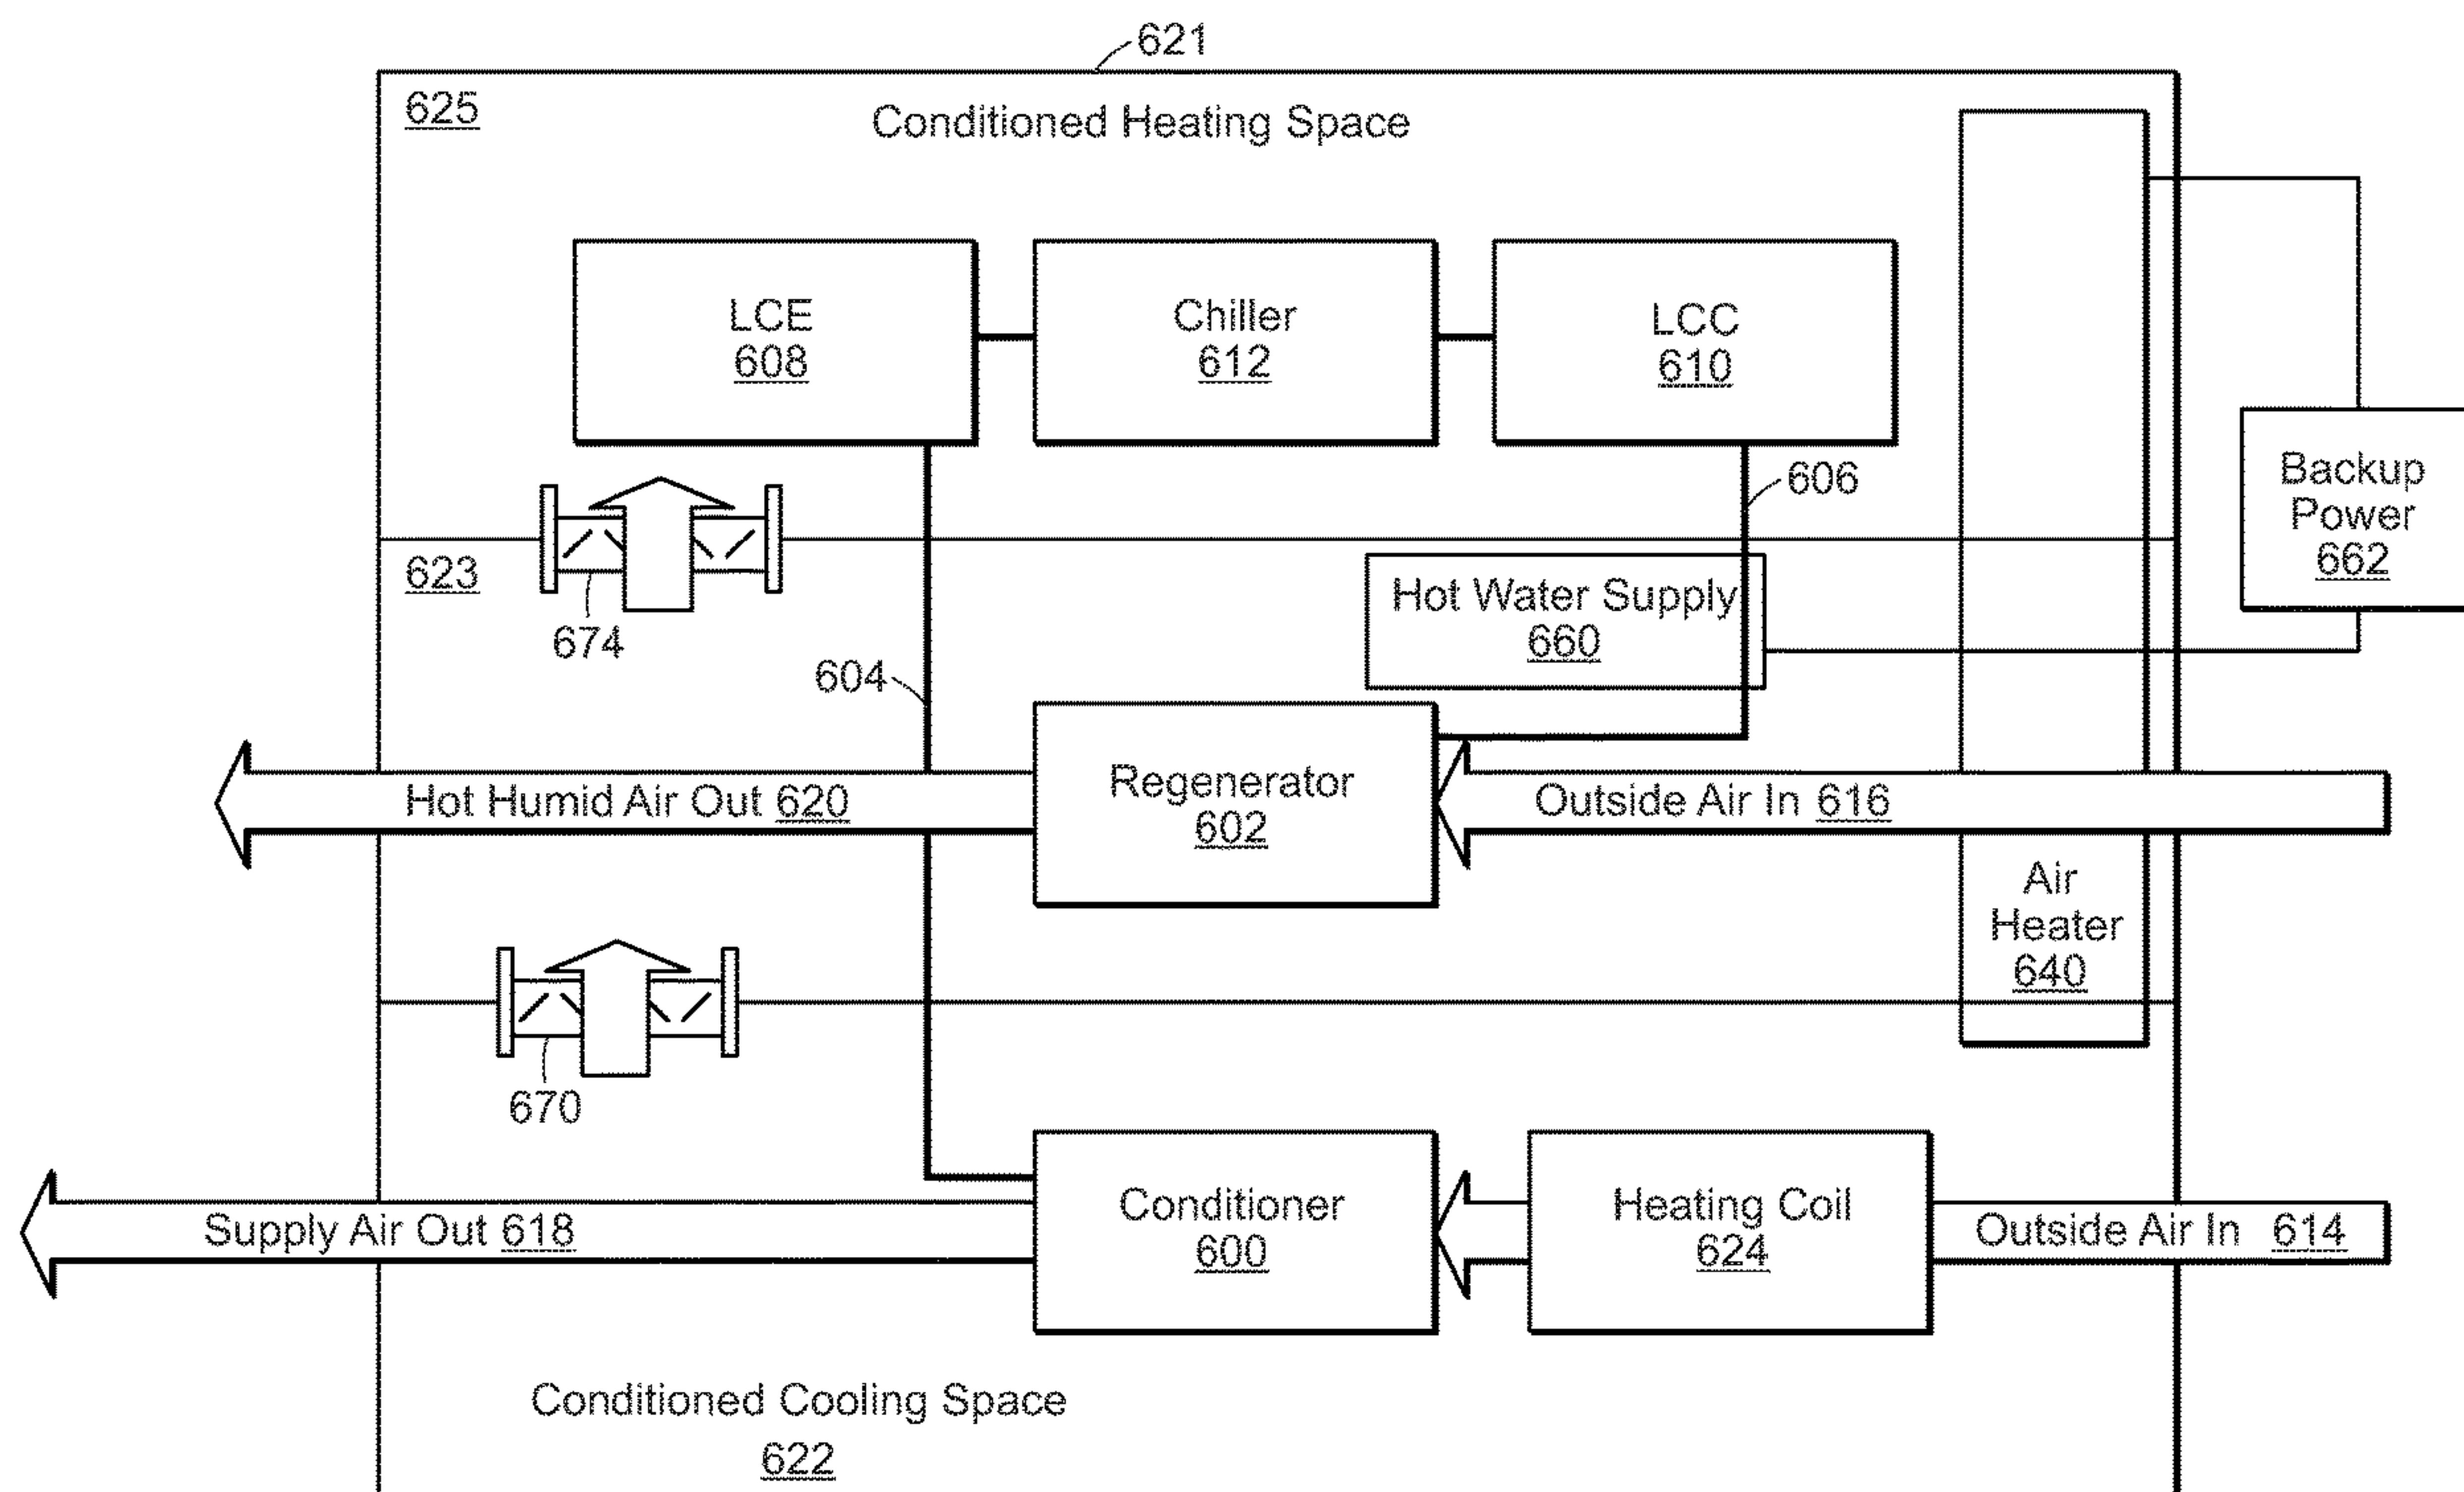 621
625
Conditioned Heating Space
LCE
608
Chiller
612
LCC
610
606
Backup
Power
662
623
674
Hot Water Supply
660
604
Regenerator
602
Hot Humid Air Out 620
Outside Air In 616
Air
Heater
640
670
Conditioner
600
Heating Coil
624
Supply Air Out 618
Outside Air In 614
Conditioned Cooling Space
622